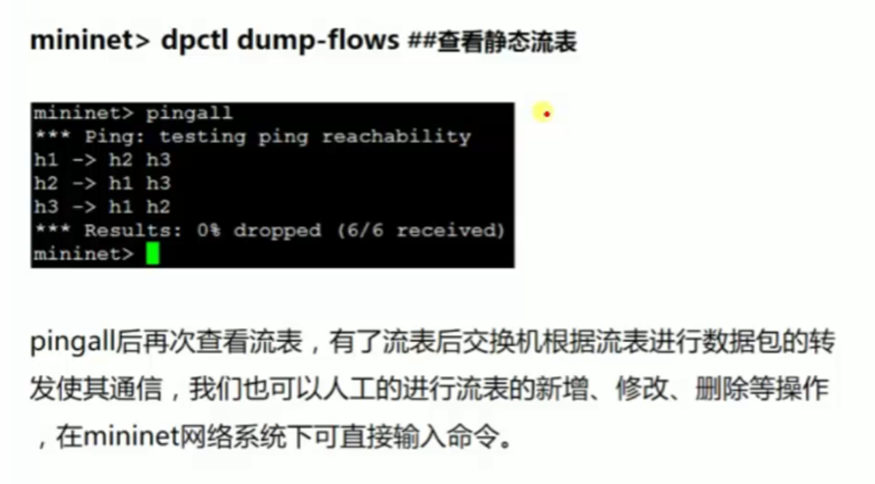 mininet> dpctl dump-flows ##查看静态流表
mininet> pingall
*** Ping: testing ping reachability
h1 -> h2 h3
h2 -> h1 h3
h3 -> h1 h2
*** Results: 0% dropped (6/6 received)
mininet>
pingall后再次查看流表，有了流表后交换机根据流表进行数据包的转
发使其通信，我们也可以人工的进行流表的新增、修改、删除等操作
，在mininet网络系统下可直接输入命令。